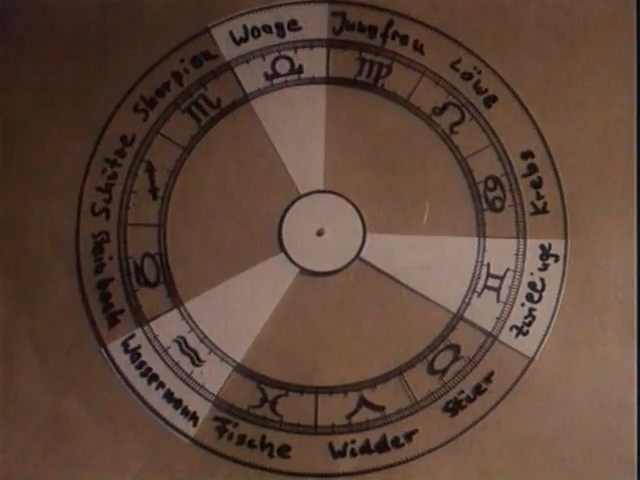 Waage
Jungfrau
Löwe
Krebs
Zwillinge
Stier
Widder
Fische
Wassermann
Steinbock
Schütze
Skorpion